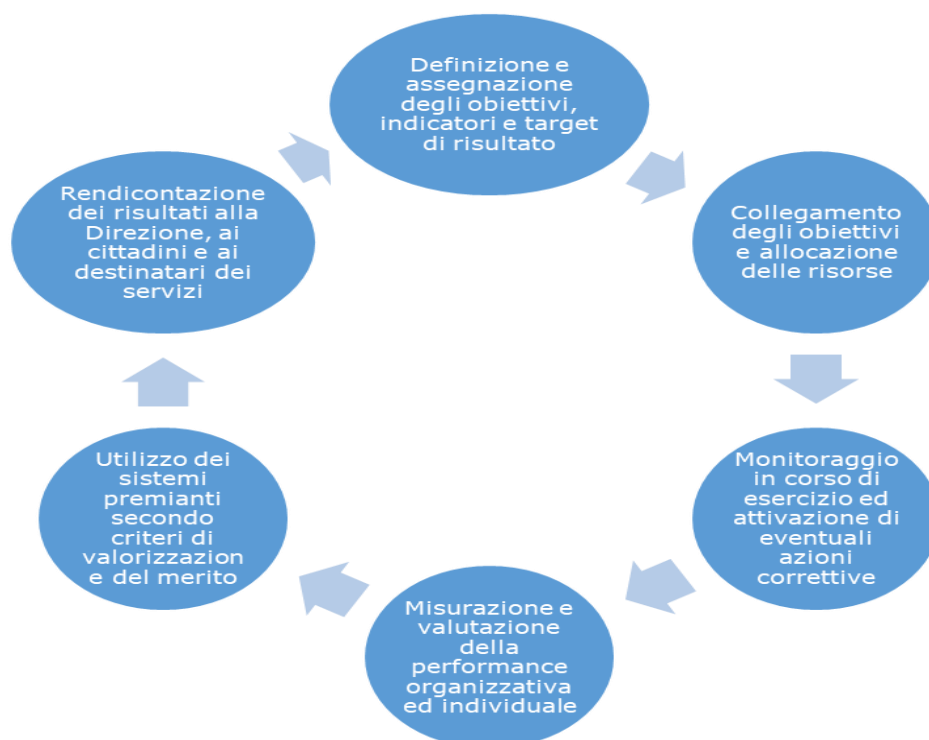 Definizione e
assegnazione
degli obiettivi,
indicatori e target
di risultato
Collegamento
degli obiettivi
e allocazione
delle risorse
Monitoraggio
in corso di
esercizio ed
attivazione di
eventuali
azioni
correttive
Misurazione e
valutazione
della
performance
organizzativa
ed individuale
Utilizzo dei
sistemi
premianti
secondo
criteri di
valorizzazion
e del merito
Rendicontazione
dei risultati alla
Direzione, ai
cittadini e ai
destinatari dei
servizi